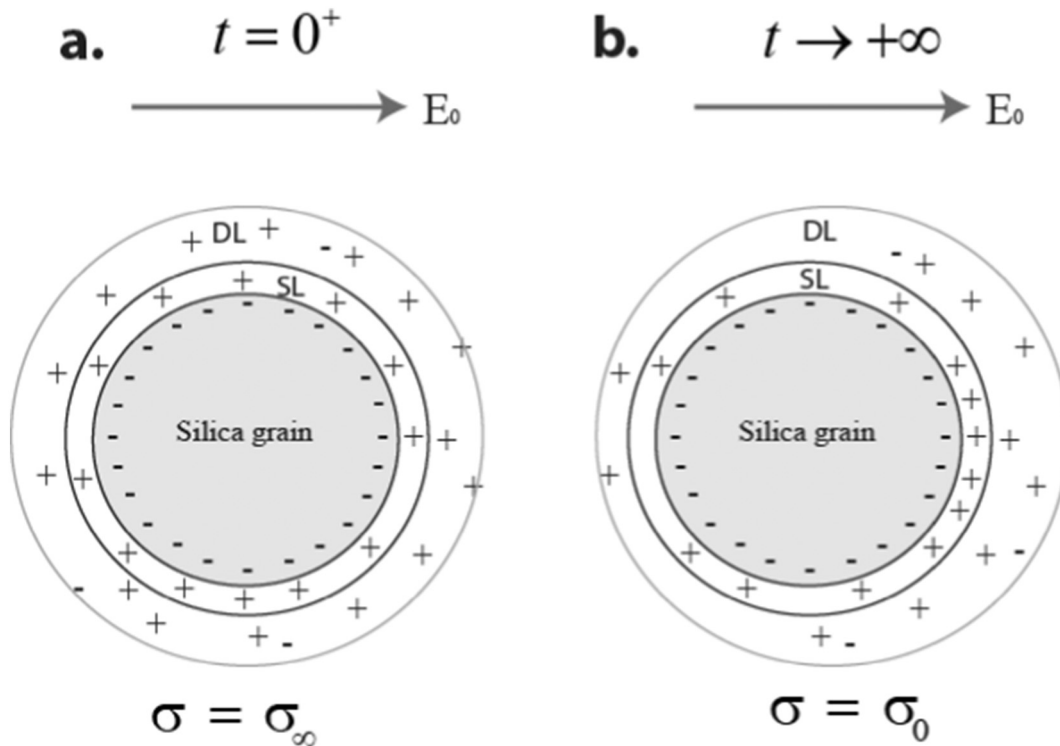 a. t = 0⁺
E₀
DL
SL
Silica grain
σ = σ∞
b. t → +∞
E₀
DL
SL
Silica grain
σ = σ₀